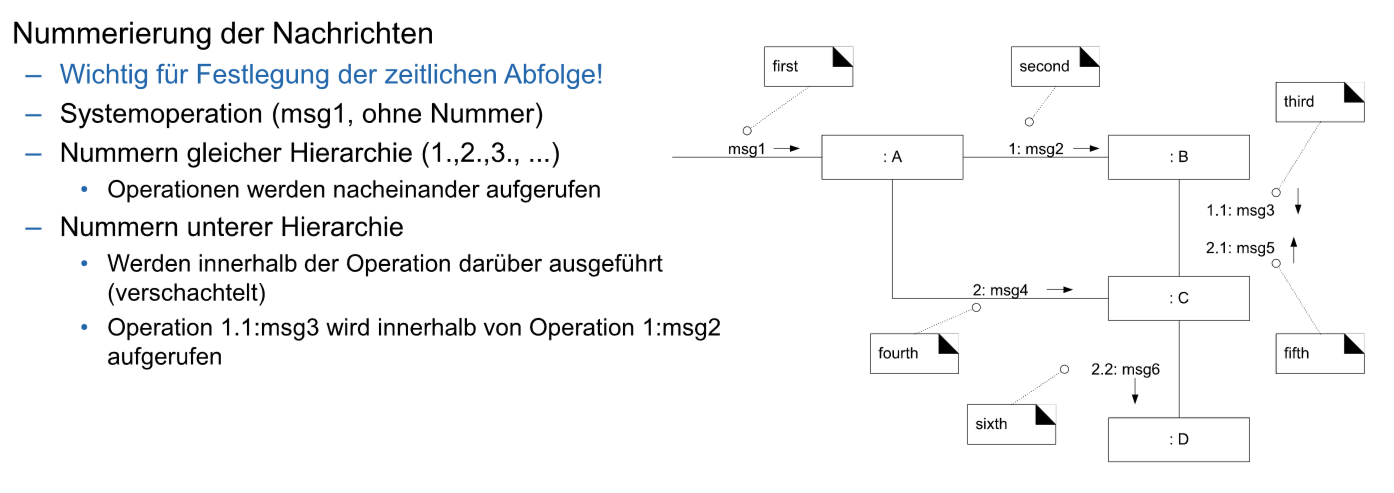 Nummerierung der Nachrichten
– Wichtig für Festlegung der zeitlichen Abfolge!
– Systemoperation (msg1, ohne Nummer)
– Nummern gleicher Hierarchie (1.,2.,3., ...)
• Operationen werden nacheinander aufgerufen
– Nummern unterer Hierarchie
• Werden innerhalb der Operation darüber ausgeführt
(verschachtelt)
• Operation 1.1:msg3 wird innerhalb von Operation 1:msg2
aufgerufen
first
second
third
msg1
: A
1: msg2
: B
1.1: msg3
2.1: msg5
2: msg4
: C
fourth
fifth
2.2: msg6
sixth
: D